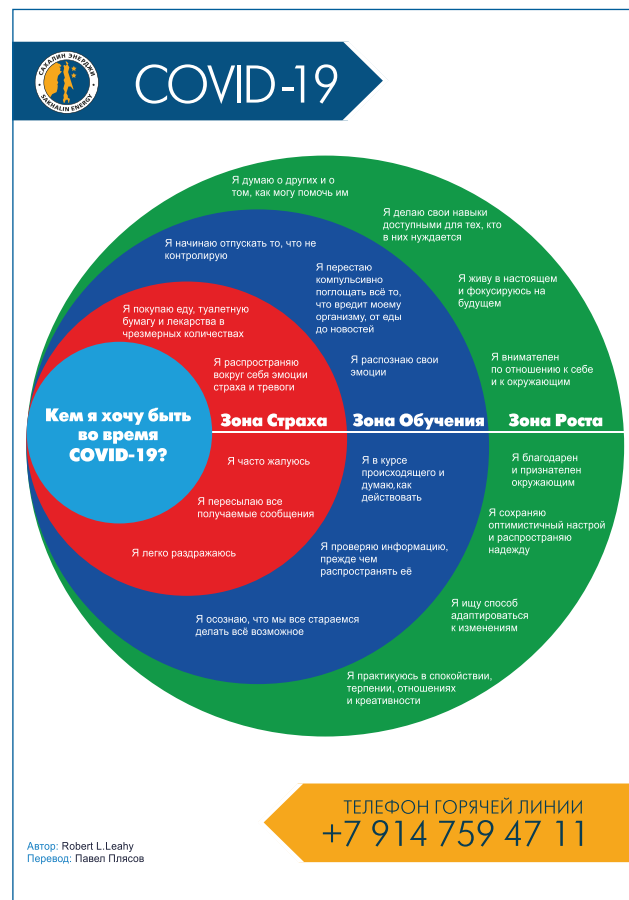 САХАЛИН ЭНЕРДЖИ
SAKHALIN ENERGY
COVID-19
Я думаю о других и о
том, как могу помочь им
Я делаю свои навыки
доступными для тех, кто
в них нуждается
Я начинаю отпускать то, что не
контролирую
Я перестаю
компульсивно
поглощать всё то,
что вредит моему
организму, от еды
до новостей
Я живу в настоящем
и фокусируюсь на
будущем
Я покупаю еду, туалетную
бумагу и лекарства в
чрезмерных количествах
Я распространяю
вокруг себя эмоции
страха и тревоги
Я распознаю свои
эмоции
Я внимателен
по отношению к себе
и к окружающим
Кем я хочу быть
во время
COVID-19?
Зона Страха
Зона Обучения
Зона Роста
Я часто жалуюсь
Я в курсе
происходящего и
думаю,как
действовать
Я благодарен
и признателен
окружающим
Я пересылаю все
получаемые сообщения
Я сохраняю
оптимистичный настрой
и распространяю
надежду
Я легко раздражаюсь
Я проверяю информацию,
прежде чем
распространять её
Я осознаю, что мы все стараемся
делать всё возможное
Я ищу способ
адаптироваться
к изменениям
Я практикуюсь в спокойствии,
терпении, отношениях
и креативности
ТЕЛЕФОН ГОРЯЧЕЙ ЛИНИИ
+7 914 759 47 11
Автор: Robert L.Leahy
Перевод: Павел Плясов